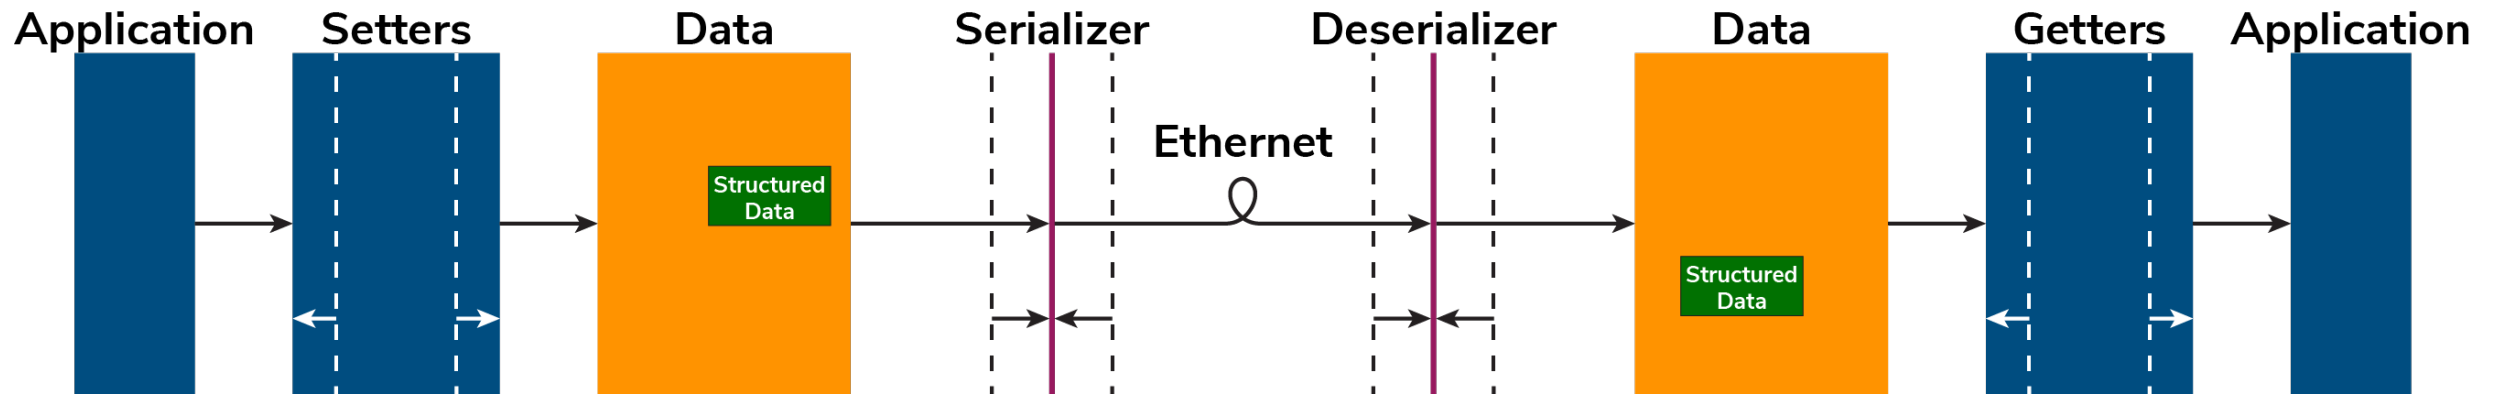 Application
Setters
Data
Serializer
Deserializer
Data
Getters
Application
Ethernet
Structured
Data
Structured
Data